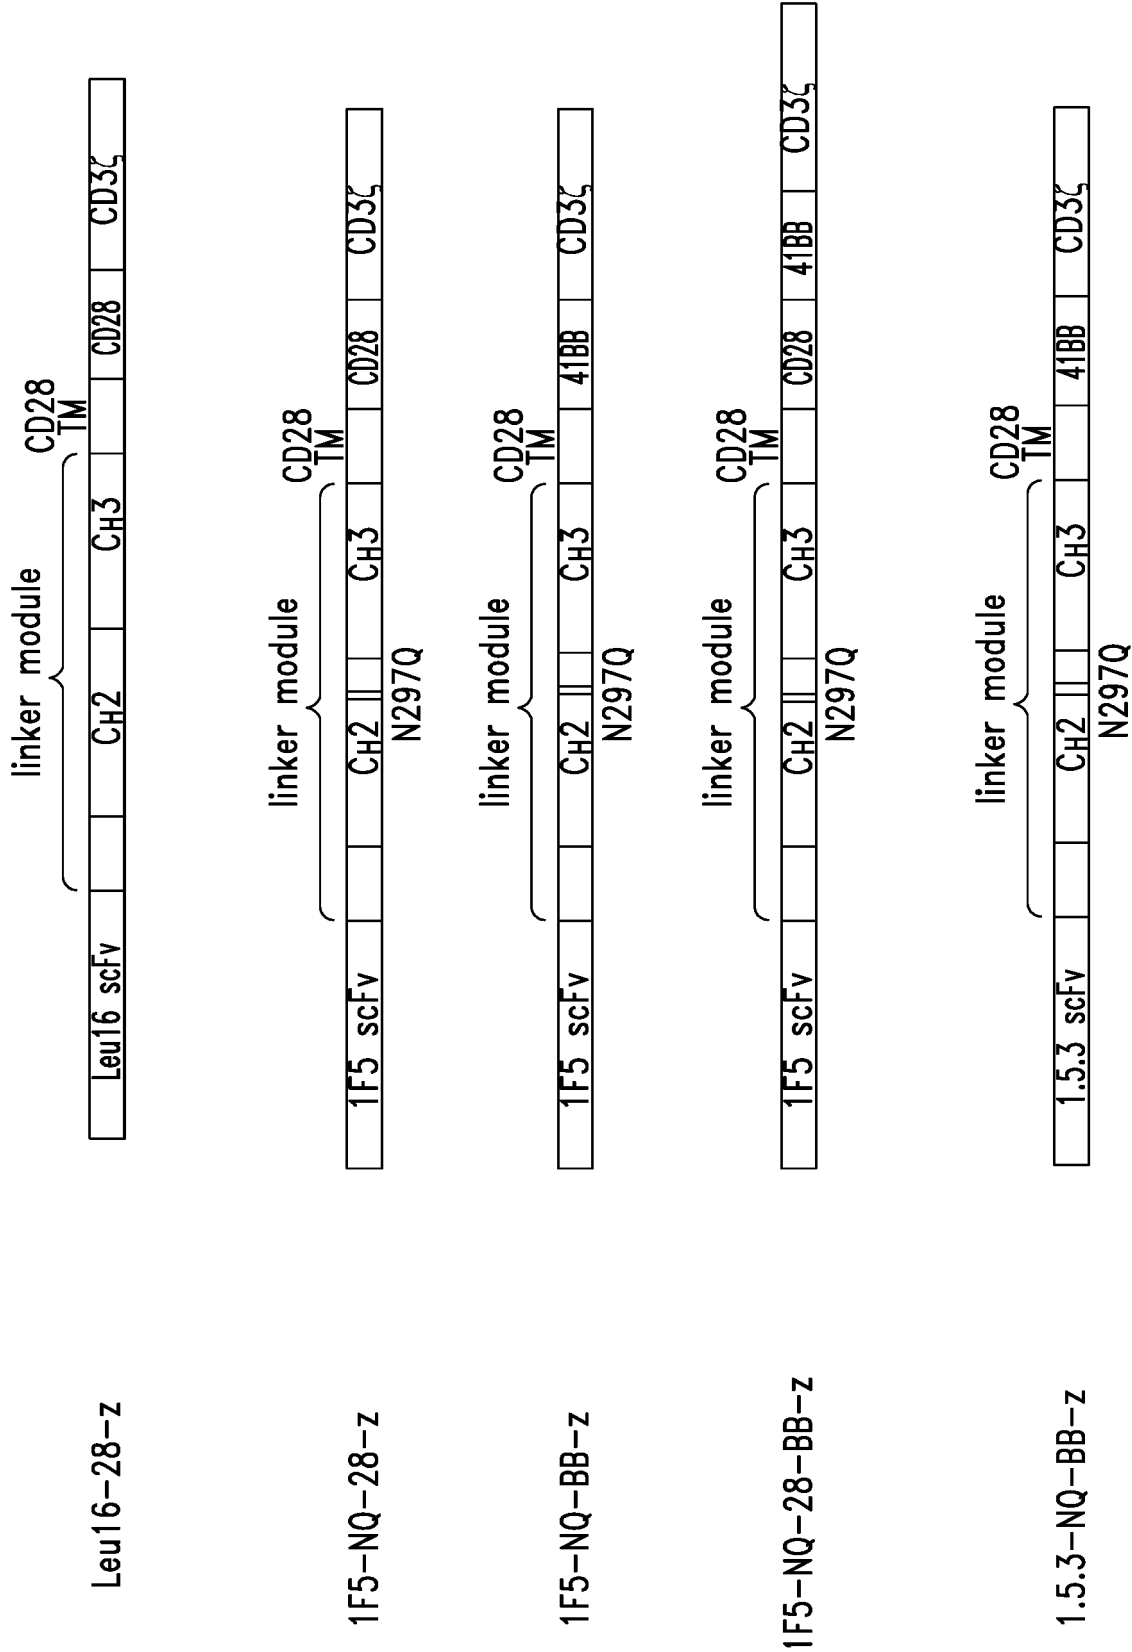 Leu16-28-z
linker module
CD28
TM
Leu16 scFv CH2 CH3 CD28 CD3ζ
1F5-NQ-28-z
linker module
CD28
TM
1F5 scFv CH2 CH3 CD28 CD3ζ
N297Q
1F5-NQ-BB-z
linker module
CD28
TM
1F5 scFv CH2 CH3 41BB CD3ζ
N297Q
1F5-NQ-28-BB-z
linker module
CD28
TM
1F5 scFv CH2 CH3 CD28 41BB CD3ζ
N297Q
1.5.3-NQ-BB-z
linker module
CD28
TM
1.5.3 scFv CH2 CH3 41BB CD3ζ
N297Q